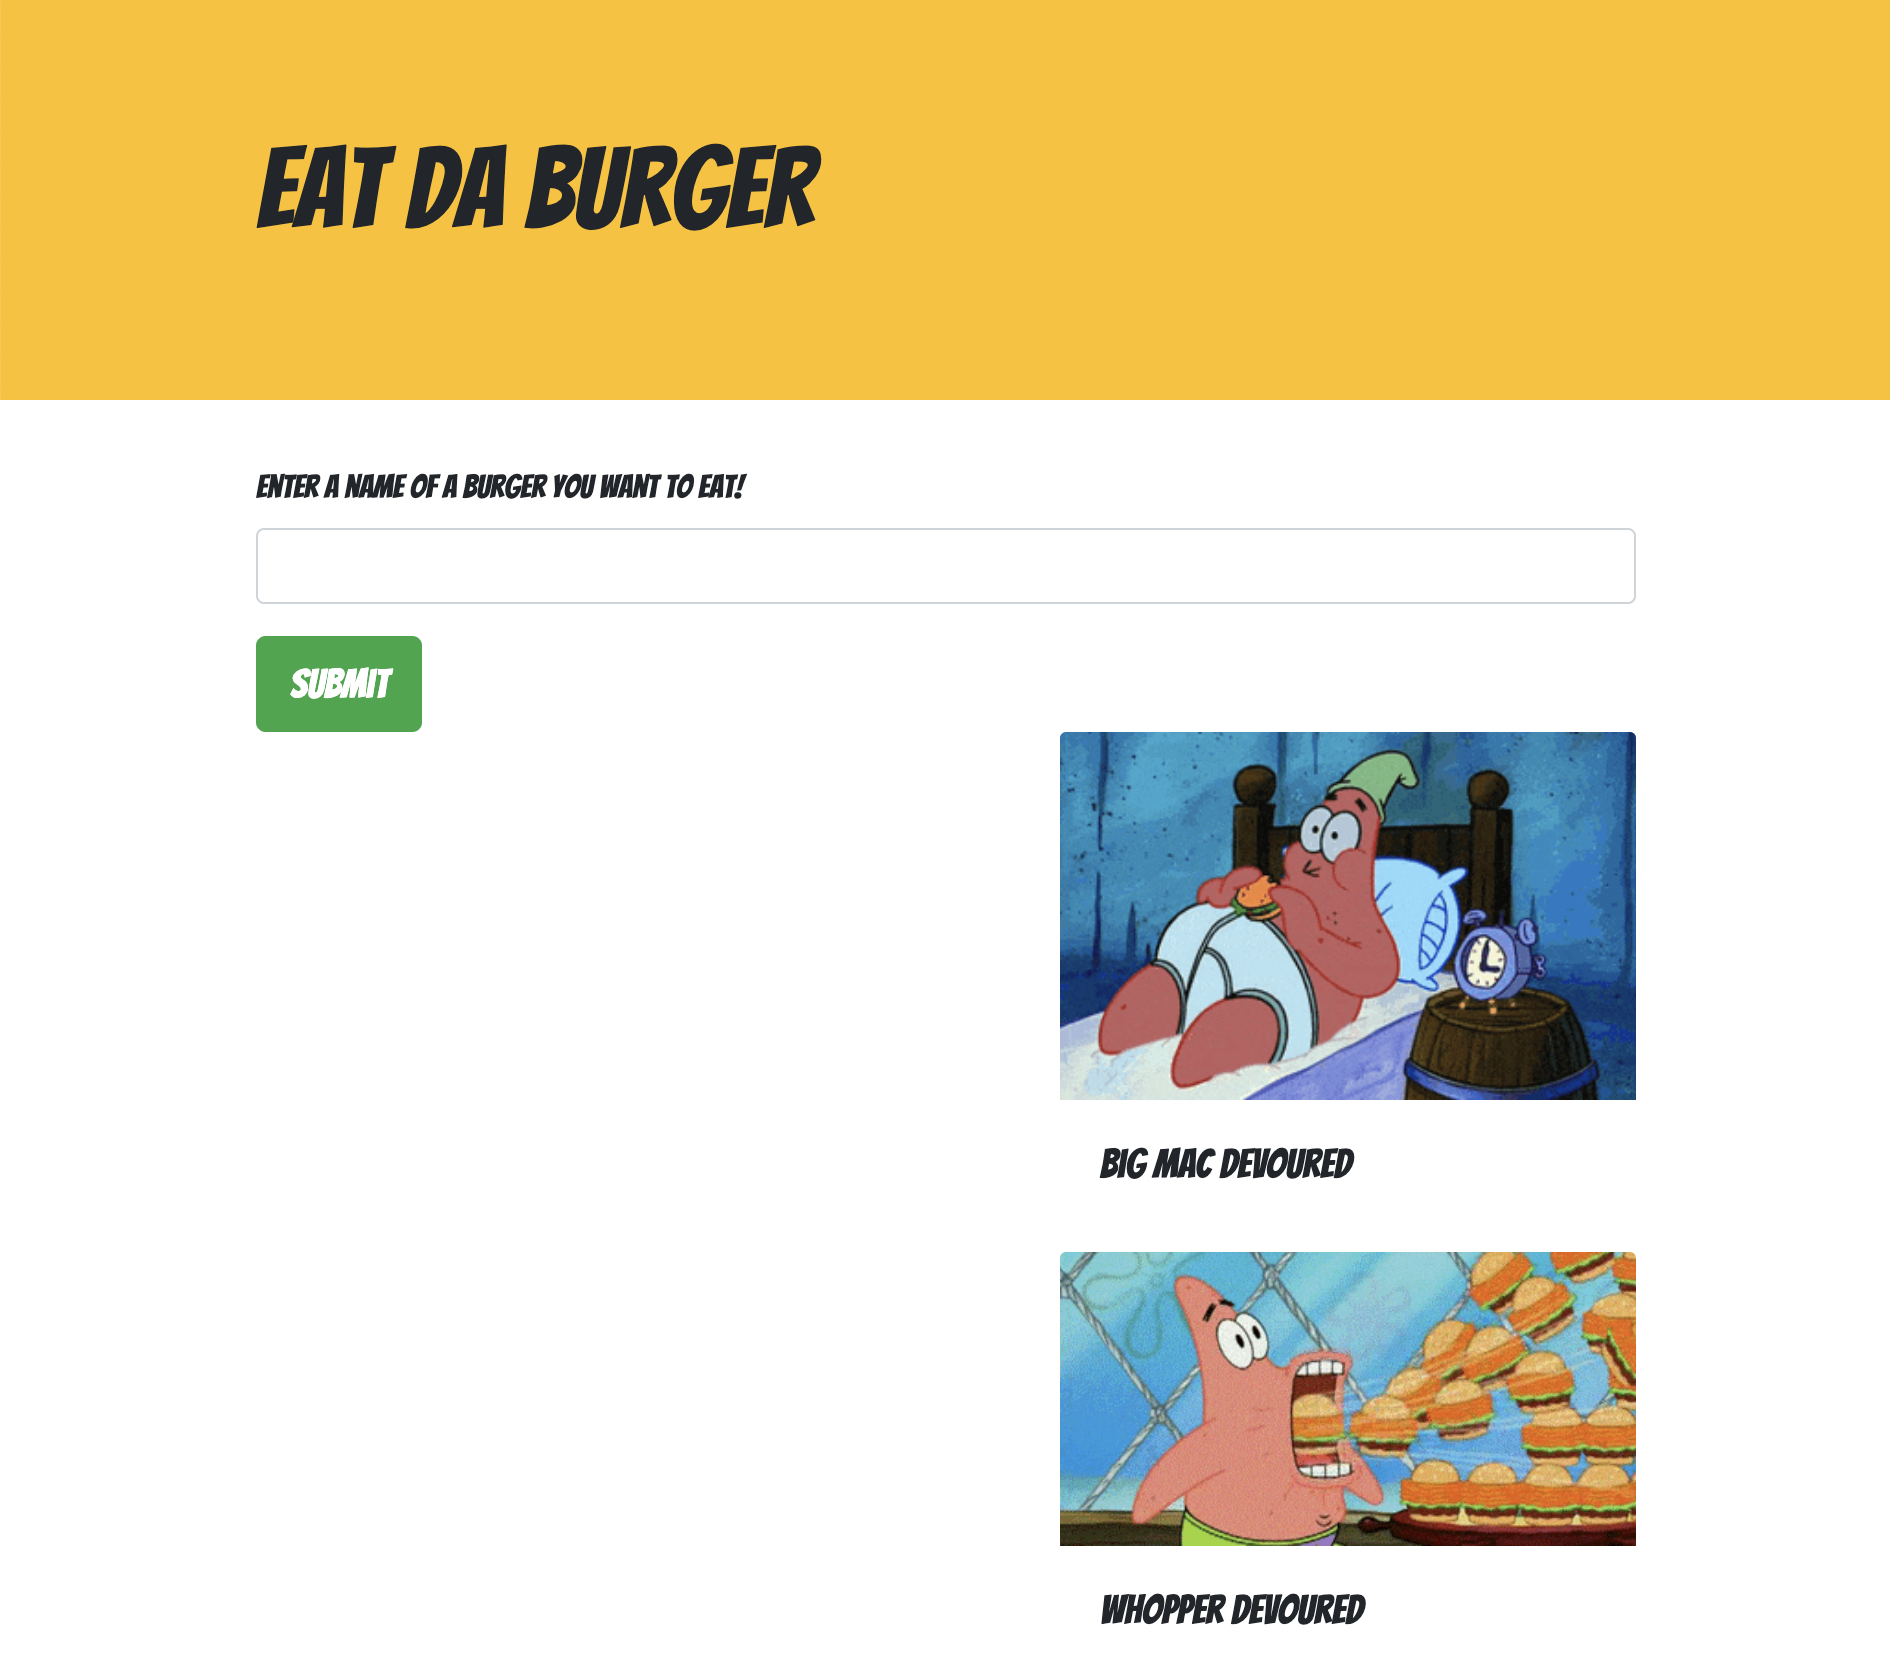 EAT DA BURGER
ENTER A NAME OF A BURGER YOU WANT TO EAT!
SUBMIT
BIG MAC DEVOURED
WHOPPER DEVOURED